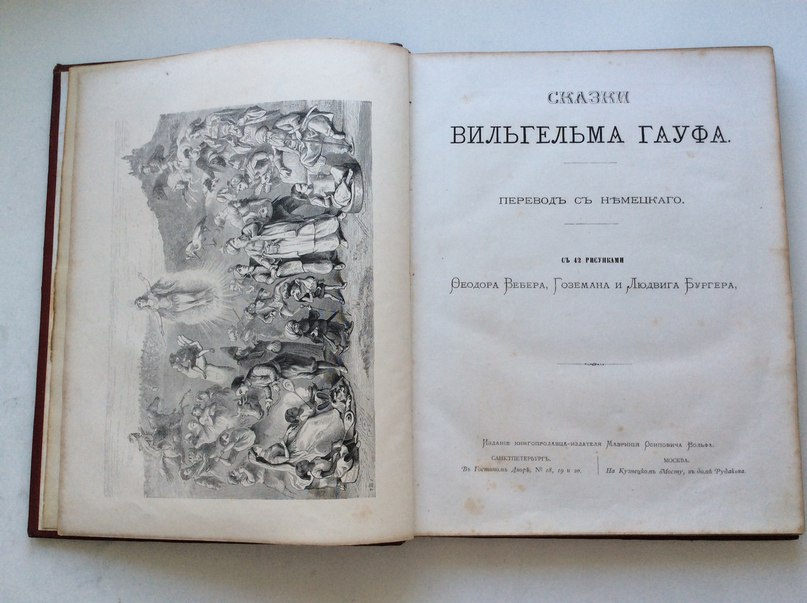 СКАЗКИ
ВИЛЬГЕЛЬМА ГАУФА.
ПЕРЕВОДЪ СЪ НѢМЕЦКАГО.
СЪ 42 РИСУНКАМИ
ѲЕОДОРА ВЕБЕРА, ГОЗЕМАНА И ЛЮДВИГА БУРГЕРА,
ИЗДАНІЕ КНИГОПРОДАВЦА-ИЗДАТЕЛЯ МАВРИКІЯ ОСИПОВИЧА ВОЛЬФА.
САНКТПЕТЕРБУРГЪ.
Въ Гостиномъ Дворѣ, № 18, 19 и 20.
МОСКВА.
На Кузнецкомъ Мосту, въ домѣ Рудакова.